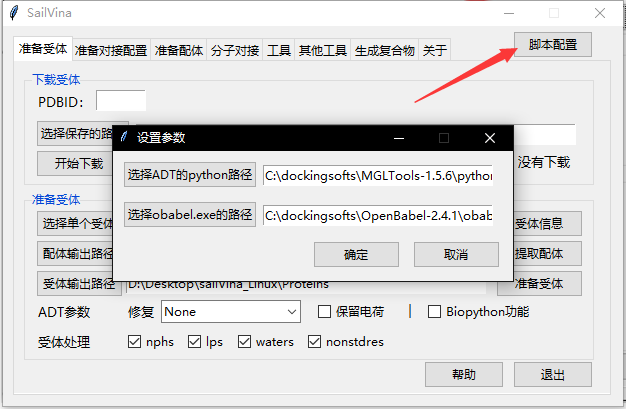 SailVina
脚本配置
准备受体 准备对接配置 准备配体 分子对接 工具 其他工具 生成复合物 关于
下载受体
PDBID:
选择保存的路
开始下载
没有下载
设置参数
选择ADT的python路径 C:\dockingsofts\MGLTools-1.5.6\python
选择obabel.exe的路径 C:\dockingsofts\OpenBabel-2.4.1\obab
确定 取消
准备受体
选择单个受体
受体信息
配体输出路径
提取配体
受体输出路径 D:\Desktop\sailVina_Linux\Proteins 准备受体
ADT参数 修复 None 保留电荷 | Biopython功能
受体处理 nphs lps waters nonstdres
帮助 退出